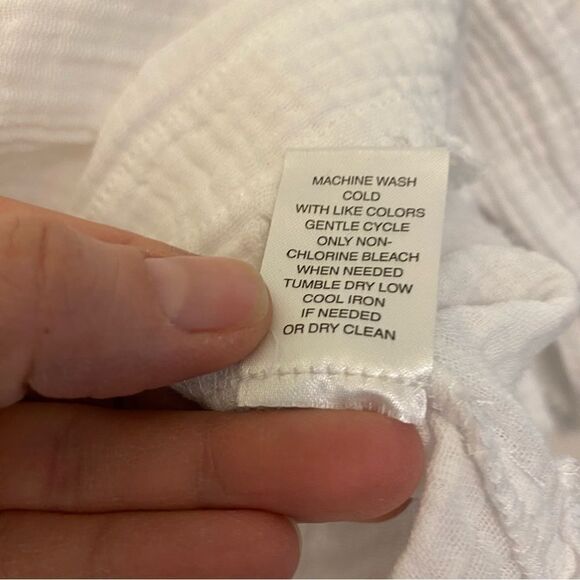 MACHINE WASH
COLD
WITH LIKE COLORS
GENTLE CYCLE
ONLY NON-
CHLORINE BLEACH
WHEN NEEDED
TUMBLE DRY LOW
COOL IRON
IF NEEDED
OR DRY CLEAN